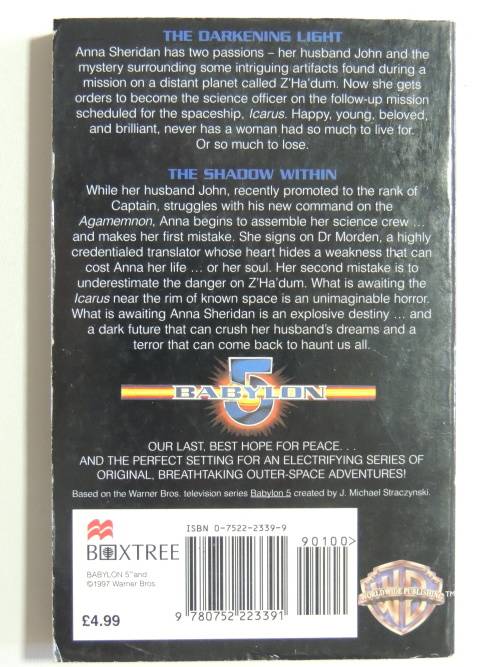 THE DARKENING LIGHT
Anna Sheridan has two passions – her husband John and the
mystery surrounding some intriguing artifacts found during a
mission on a distant planet called Z'Ha'dum. Now she gets
orders to become the science officer on the follow-up mission
scheduled for the spaceship, Icarus. Happy, young, beloved,
and brilliant, never has a woman had so much to live for.
Or so much to lose.
THE SHADOW WITHIN
While her husband John, recently promoted to the rank of
Captain, struggles with his new command on the
Agamemnon, Anna begins to assemble her science crew ...
and makes her first mistake. She signs on Dr Morden, a highly
credentialed translator whose heart hides a weakness that can
cost Anna her life ... or her soul. Her second mistake is to
underestimate the danger on Z'Ha'dum. What is awaiting the
Icarus near the rim of known space is an unimaginable horror.
What is awaiting Anna Sheridan is an explosive destiny ... and
a dark future that can crush her husband's dreams and a
terror that can come back to haunt us all.
BABYLON 5
OUR LAST, BEST HOPE FOR PEACE. . .
AND THE PERFECT SETTING FOR AN ELECTRIFYING SERIES OF
ORIGINAL, BREATHTAKING OUTER-SPACE ADVENTURES!
Based on the Warner Bros. television series Babylon 5 created by J. Michael Straczynski.
ISBN 0-7522-2339-9
90100>
BOXTREE
BABYLON 5™ and
©1997 Warner Bros.
£4.99
9 780752 223391
WB
WORLDWIDE PUBLISHING
TM